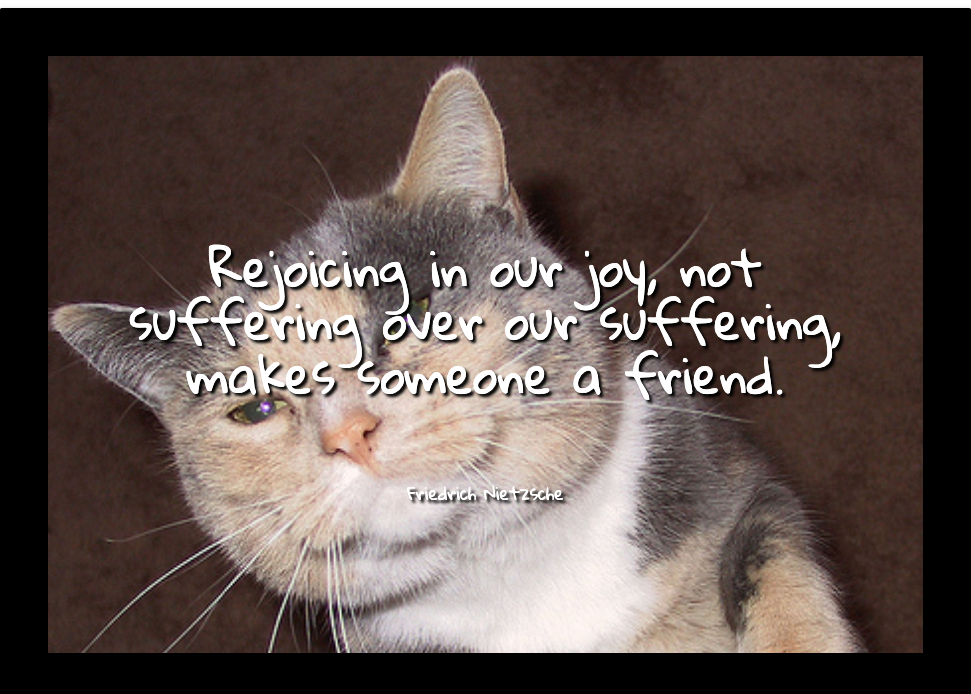 Rejoicing in our joy, not
suffering over our suffering,
makes someone a friend.
Friedrich Nietzsche